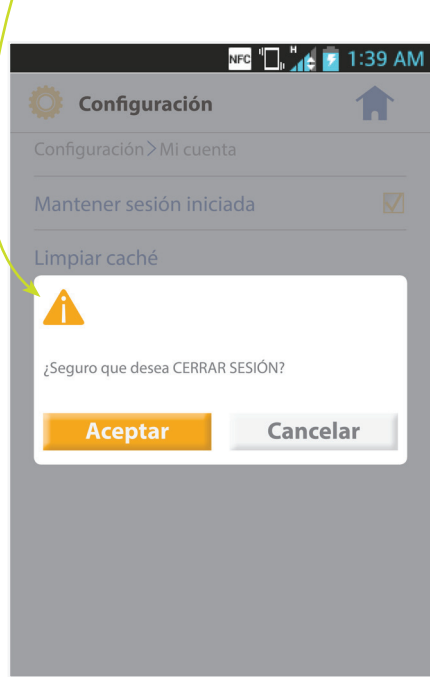 NFC H 1:39 AM
Configuración
Configuración>Mi cuenta
Mantener sesión iniciada
Limpiar caché
¿Seguro que desea CERRAR SESIÓN?
Aceptar Cancelar